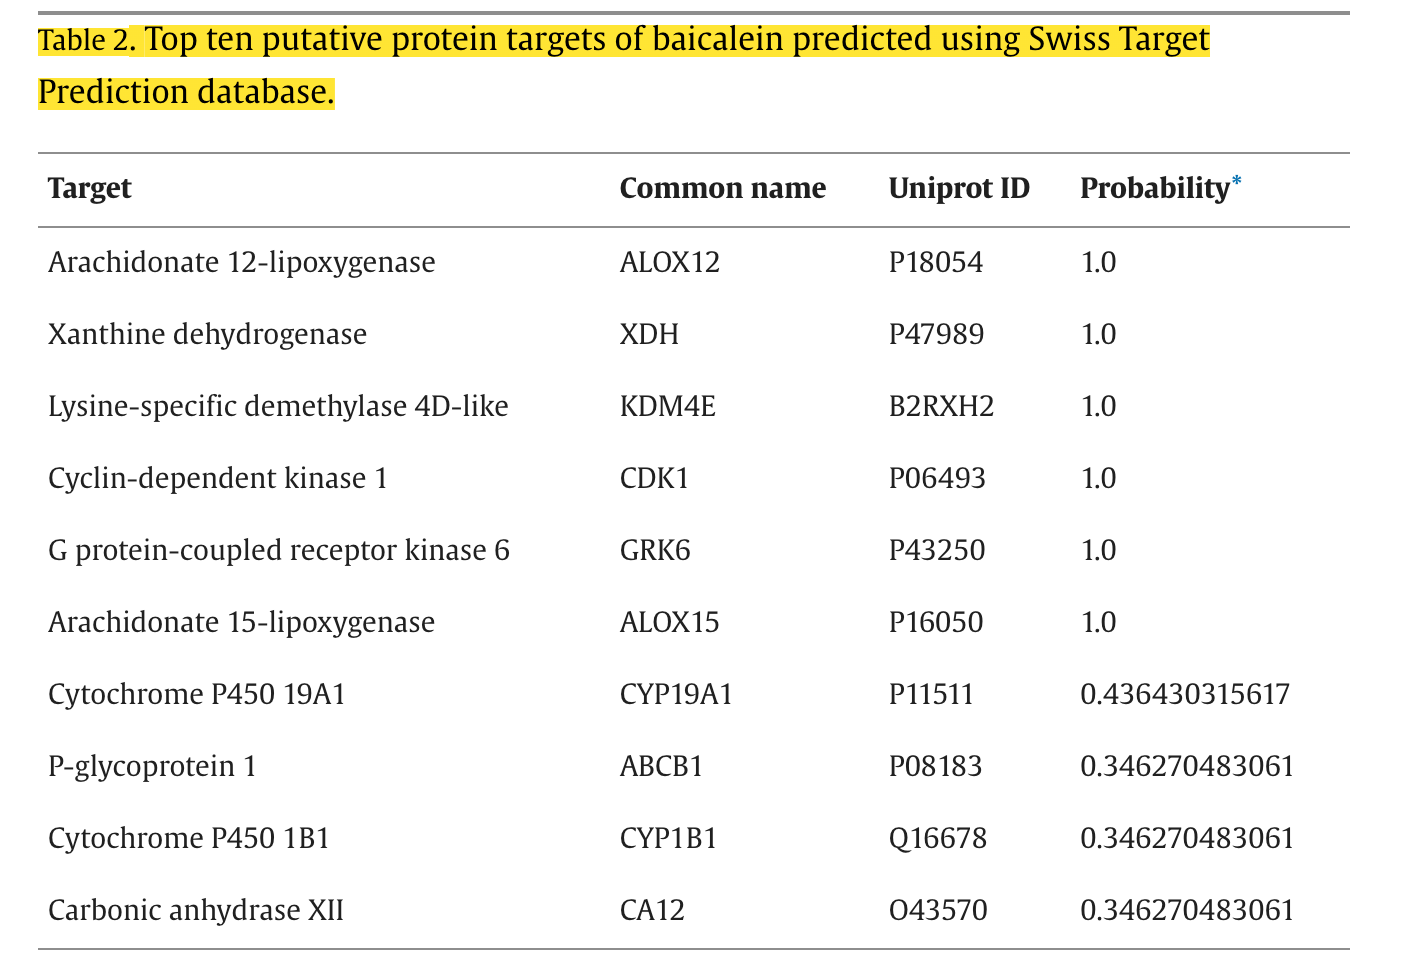 Table 2. Top ten putative protein targets of baicalein predicted using Swiss Target
Prediction database.
Target Common name Uniprot ID Probability*
Arachidonate 12-lipoxygenase ALOX12 P18054 1.0
Xanthine dehydrogenase XDH P47989 1.0
Lysine-specific demethylase 4D-like KDM4E B2RXH2 1.0
Cyclin-dependent kinase 1 CDK1 P06493 1.0
G protein-coupled receptor kinase 6 GRK6 P43250 1.0
Arachidonate 15-lipoxygenase ALOX15 P16050 1.0
Cytochrome P450 19A1 CYP19A1 P11511 0.436430315617
P-glycoprotein 1 ABCB1 P08183 0.346270483061
Cytochrome P450 1B1 CYP1B1 Q16678 0.346270483061
Carbonic anhydrase XII CA12 O43570 0.346270483061